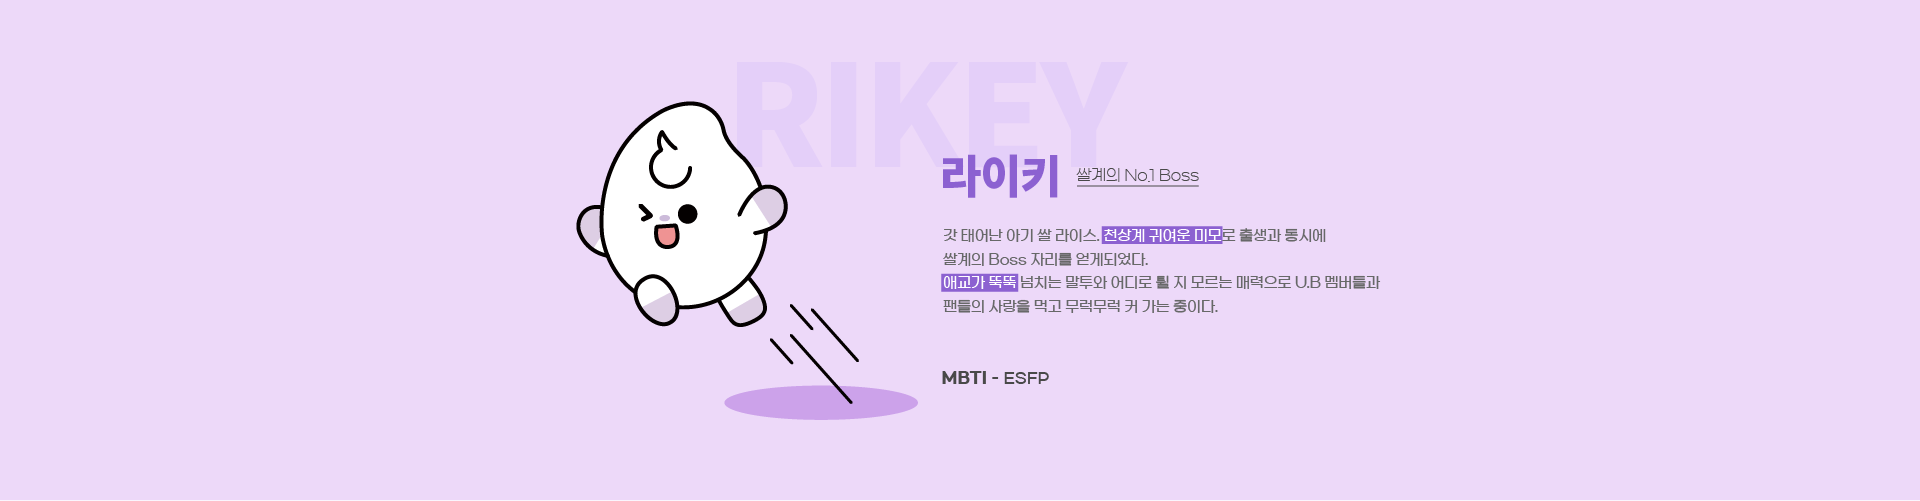 RIKEY
라이키 쌀계의 No.1 Boss
갓 태어난 아기 쌀 라이스. 천상계 귀여운 미모로 출생과 동시에
쌀계의 Boss 자리를 얻게되었다.
애교가 뚝뚝 넘치는 말투와 어디로 튈 지 모르는 매력으로 U.B 멤버들과
팬들의 사랑을 먹고 무럭무럭 커 가는 중이다.
MBTI - ESFP